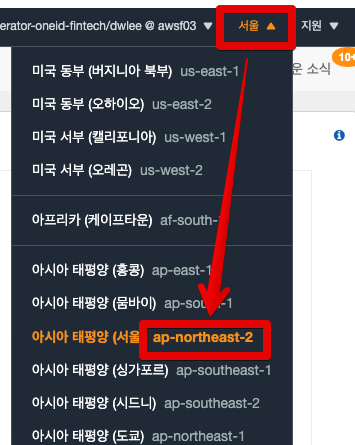 erator-oneid-fintech/dwlee @ awsf03 ▼ 서울 ▲ 지원 ▼
10+
운 소식
미국 동부 (버지니아 북부) us-east-1
미국 동부 (오하이오) us-east-2
미국 서부 (캘리포니아) us-west-1
미국 서부 (오레곤) us-west-2
아프리카 (케이프타운) af-south-1
아시아 태평양 (홍콩) ap-east-1
아시아 태평양 (뭄바이) ap-south-1
아시아 태평양 (서울) ap-northeast-2
아시아 태평양 (싱가포르) ap-southeast-1
아시아 태평양 (시드니) ap-southeast-2
아시아 태평양 (도쿄) ap-northeast-1